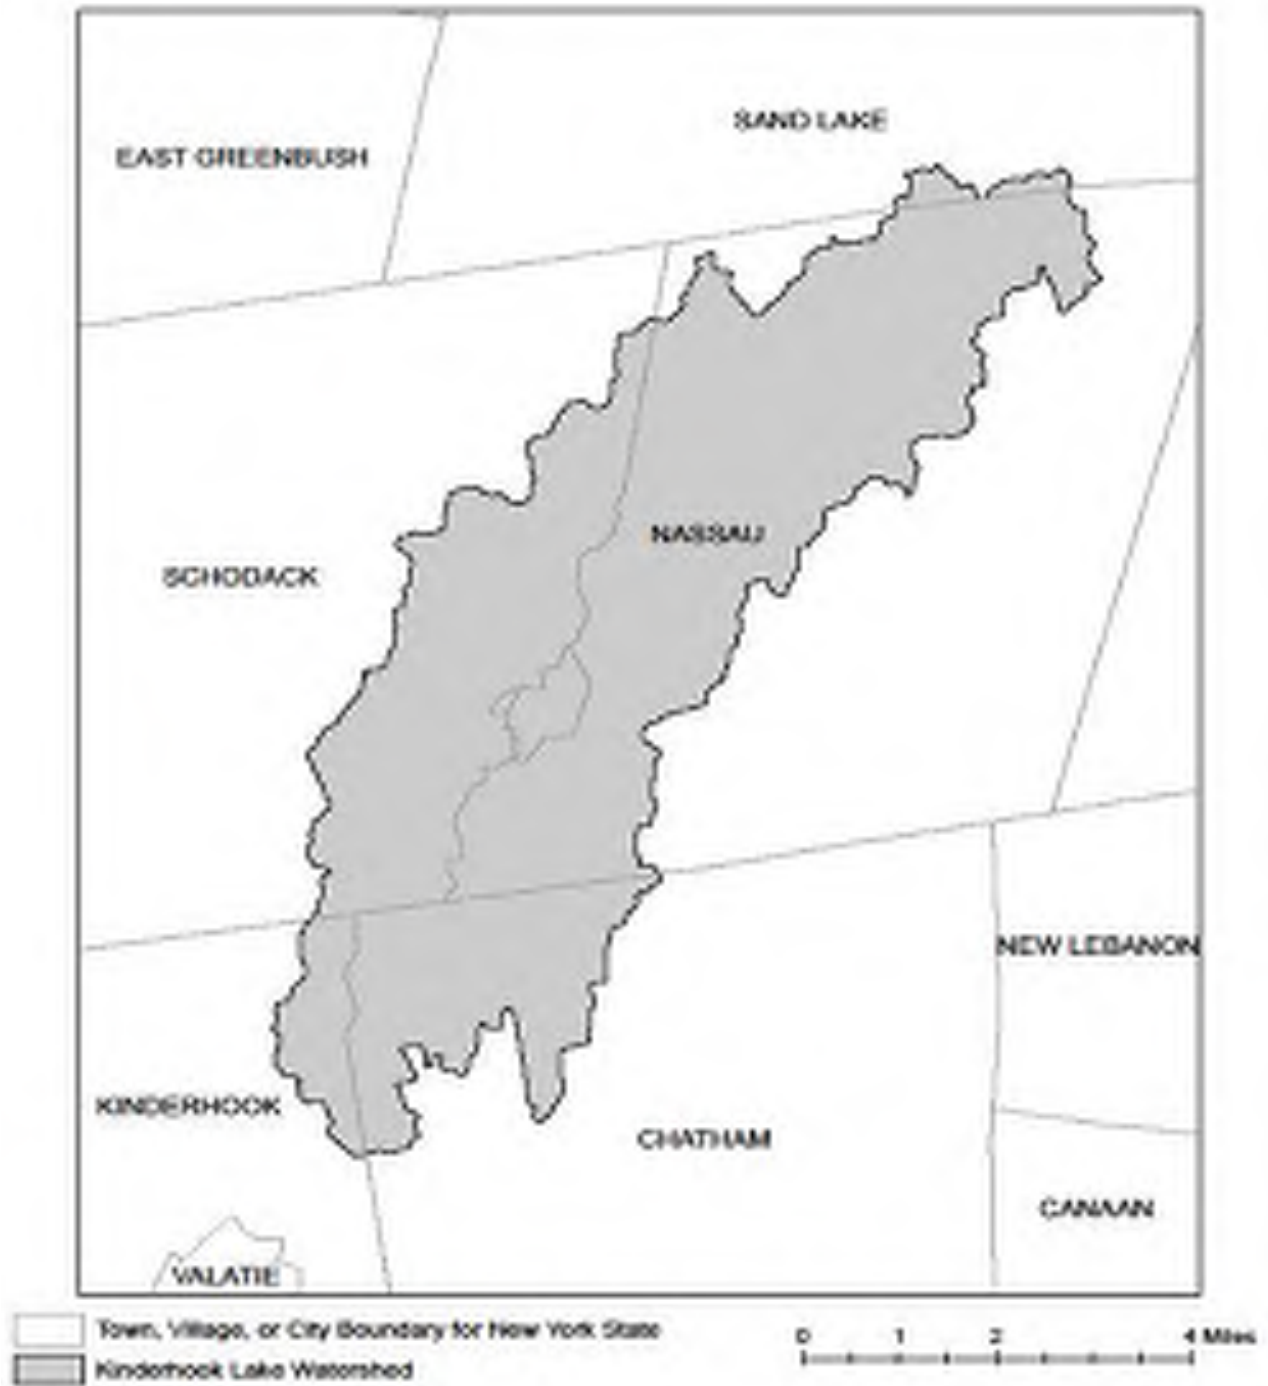 SAND LAKE
EAST GREENBUSH
NASSAU
SCHODACK
NEW LEBANON
KINDERHOOK
CHATHAM
CANAAN
VALATIE
Town, Village, or City Boundary for New York State
0 1 2 4 Miles
Kinderhook Lake Watershed